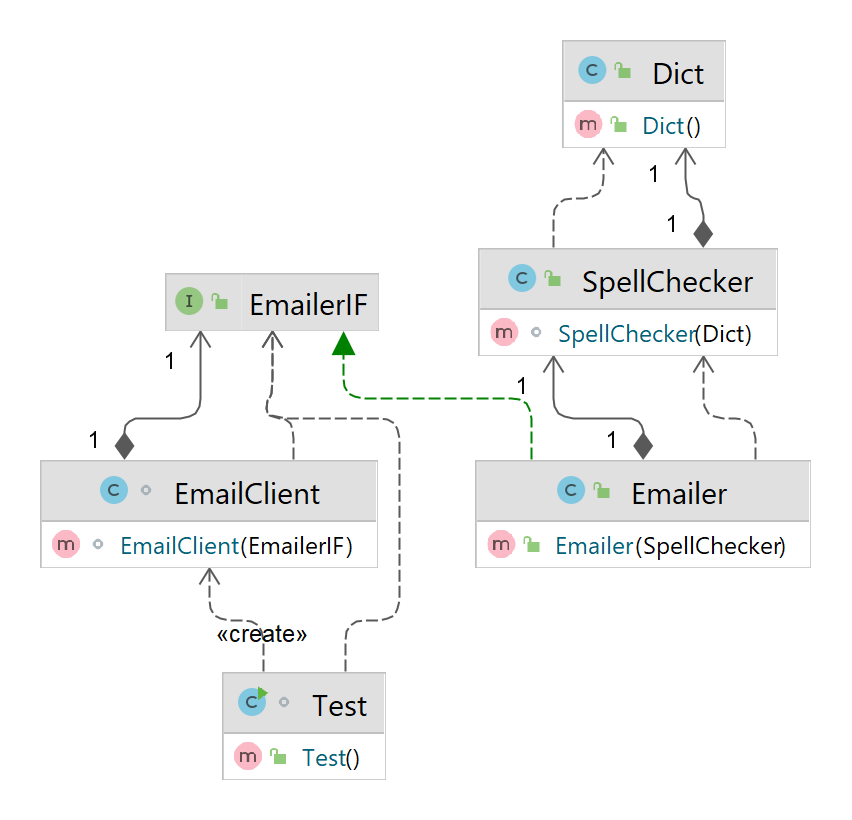 C Dict
m Dict()
1
1
C SpellChecker
m SpellChecker(Dict)
I EmailerIF
1
1
1
1
C EmailClient
m EmailClient(EmailerIF)
C Emailer
m Emailer(SpellChecker)
«create»
C Test
m Test()